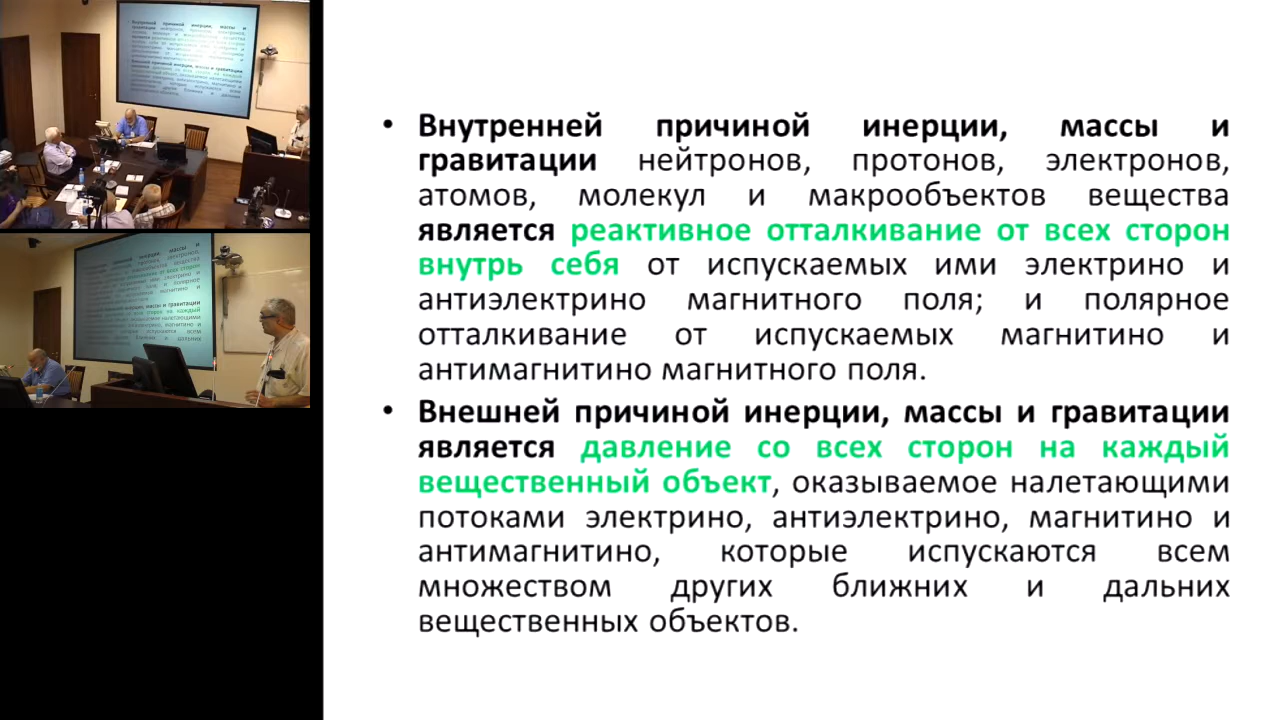 • Внутренней причиной инерции, массы и
гравитации нейтронов, протонов, электронов,
атомов, молекул и макрообъектов вещества
является реактивное отталкивание от всех сторон
внутрь себя от испускаемых ими электрино и
антиэлектрино магнитного поля; и полярное
отталкивание от испускаемых магнитино и
антимагнитино магнитного поля.
• Внешней причиной инерции, массы и гравитации
является давление со всех сторон на каждый
вещественный объект, оказываемое налетающими
потоками электрино, антиэлектрино, магнитино и
антимагнитино, которые испускаются всем
множеством других ближних и дальних
вещественных объектов.